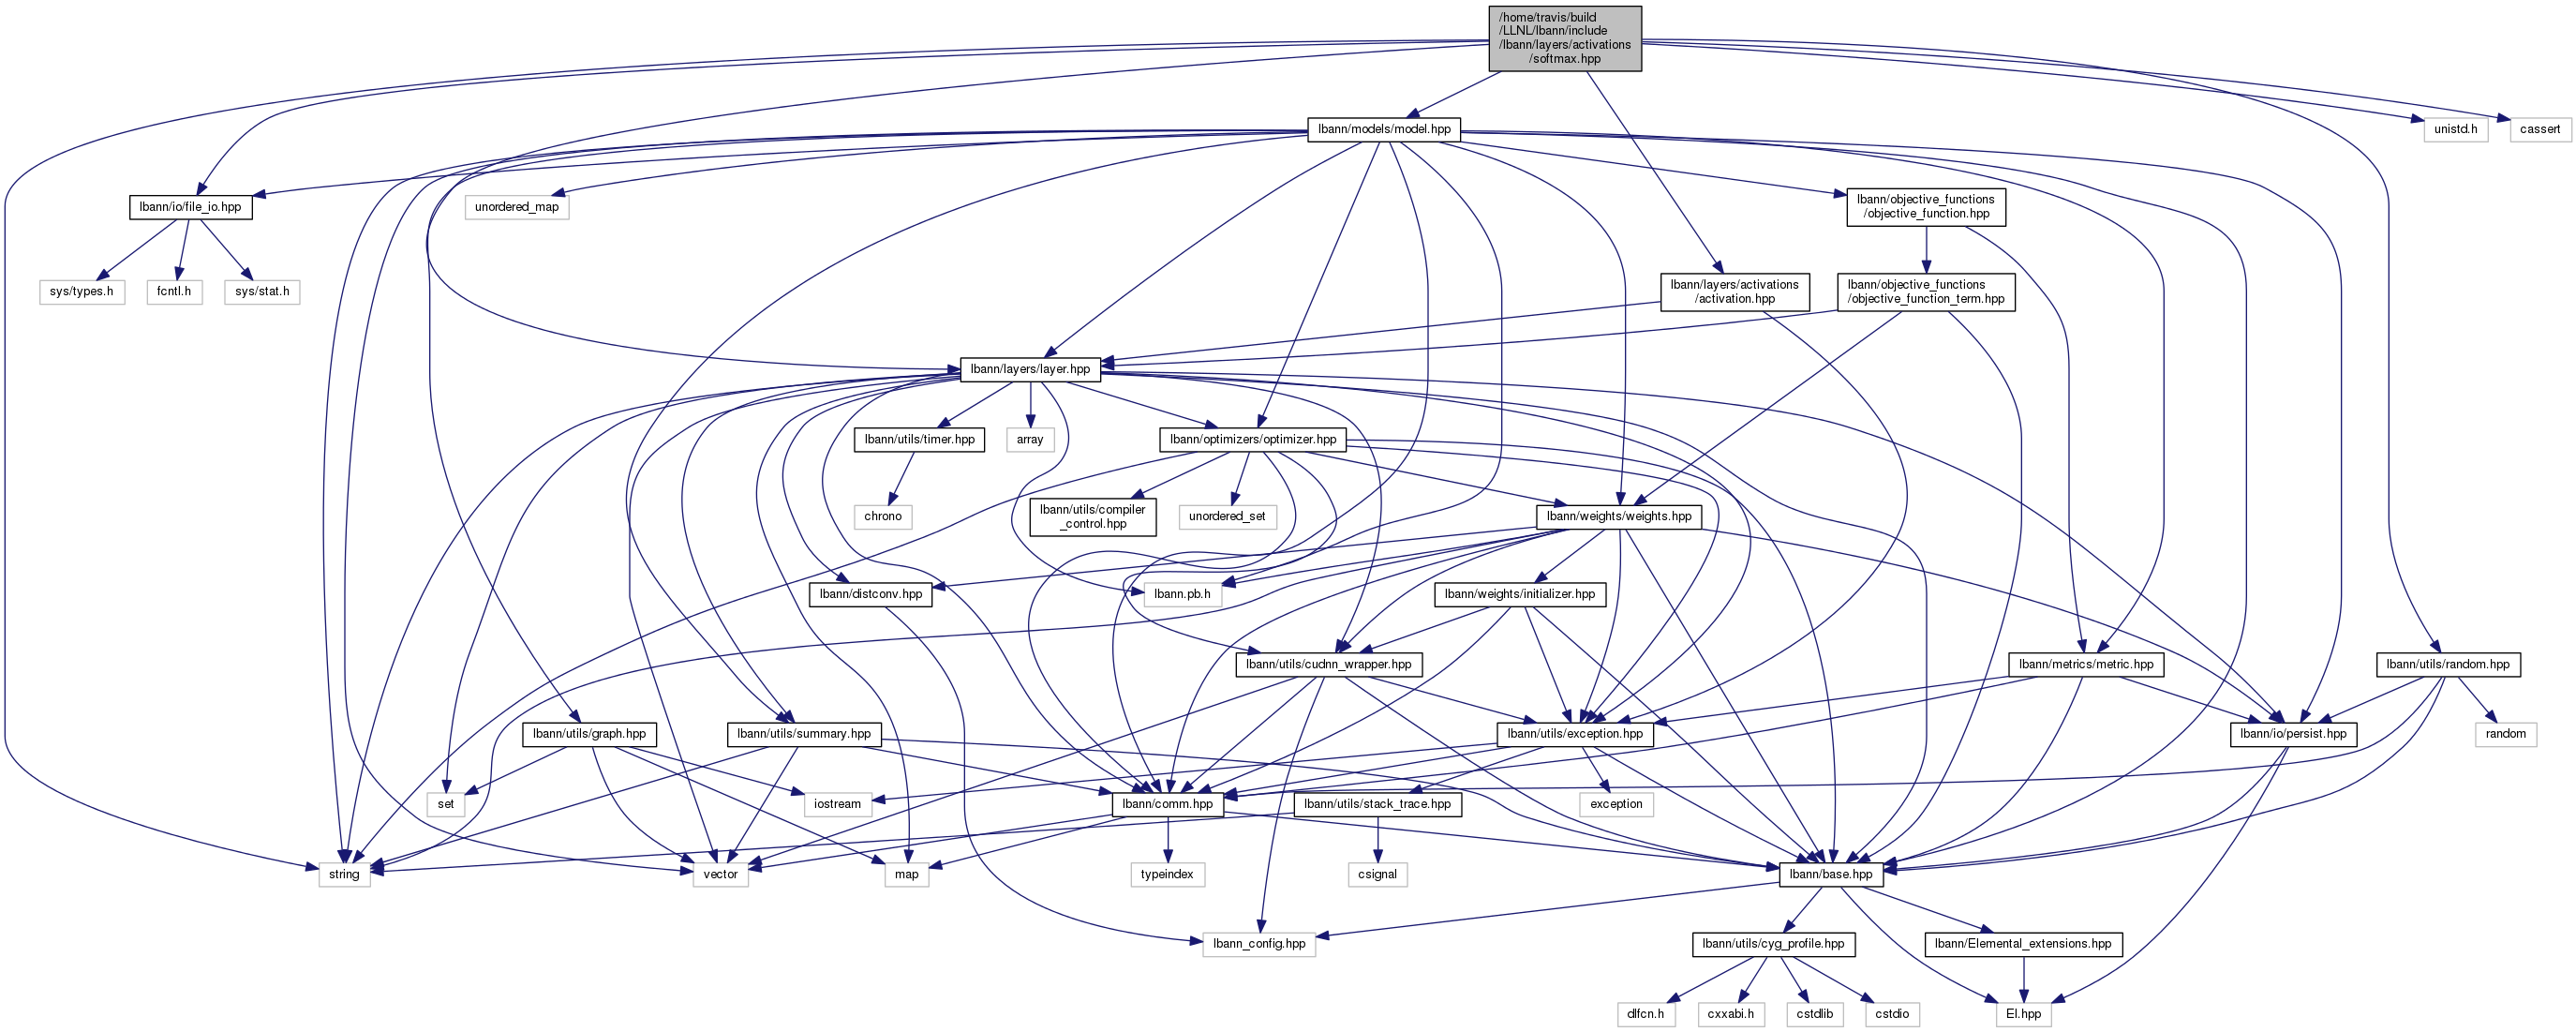 /home/travis/build
/LLNL/lbann/include
/lbann/layers/activations
/softmax.hpp
lbann/models/model.hpp
unistd.h
cassert
lbann/io/file_io.hpp
unordered_map
lbann/objective_functions
/objective_function.hpp
sys/types.h
fcntl.h
sys/stat.h
lbann/layers/activations
/activation.hpp
lbann/objective_functions
/objective_function_term.hpp
lbann/layers/layer.hpp
lbann/utils/timer.hpp
array
lbann/optimizers/optimizer.hpp
chrono
lbann/utils/compiler
_control.hpp
unordered_set
lbann/weights/weights.hpp
lbann/distconv.hpp
lbann.pb.h
lbann/weights/initializer.hpp
lbann/utils/cudnn_wrapper.hpp
lbann/metrics/metric.hpp
lbann/utils/random.hpp
lbann/utils/graph.hpp
lbann/utils/summary.hpp
lbann/utils/exception.hpp
lbann/io/persist.hpp
random
set
iostream
lbann/comm.hpp
lbann/utils/stack_trace.hpp
exception
string
vector
map
typeindex
csignal
lbann/base.hpp
lbann_config.hpp
lbann/utils/cyg_profile.hpp
lbann/Elemental_extensions.hpp
dlfcn.h
cxxabi.h
cstdlib
cstdio
El.hpp